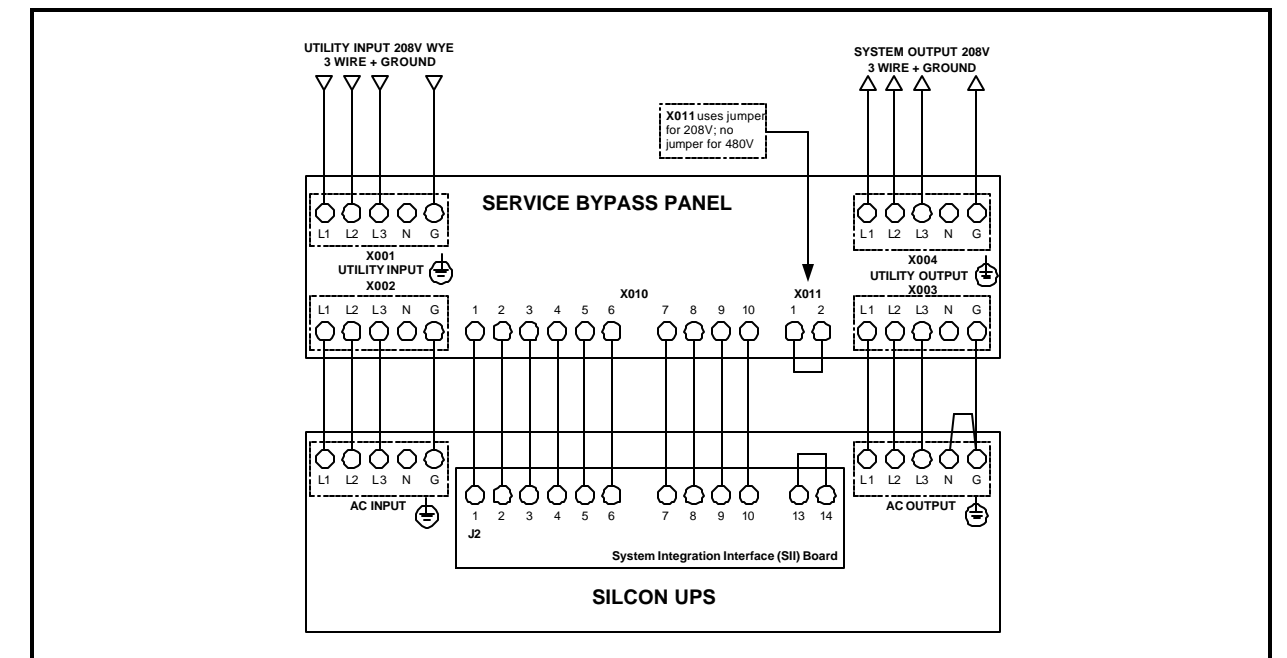 UTILITY INPUT 208V WYE
3 WIRE + GROUND
SYSTEM OUTPUT 208V
3 WIRE + GROUND
X011 uses jumper
for 208V; no
jumper for 480V
SERVICE BYPASS PANEL
L1 L2 L3 N G
L1 L2 L3 N G
X001
UTILITY INPUT
X002
X004
UTILITY OUTPUT
X003
X010
X011
L1 L2 L3 N G
1 2 3 4 5 6 7 8 9 10
1 2
L1 L2 L3 N G
L1 L2 L3 N G
AC INPUT
1 2 3 4 5 6 7 8 9 10 13 14
J2
L1 L2 L3 N G
AC OUTPUT
System Integration Interface (SII) Board
SILCON UPS